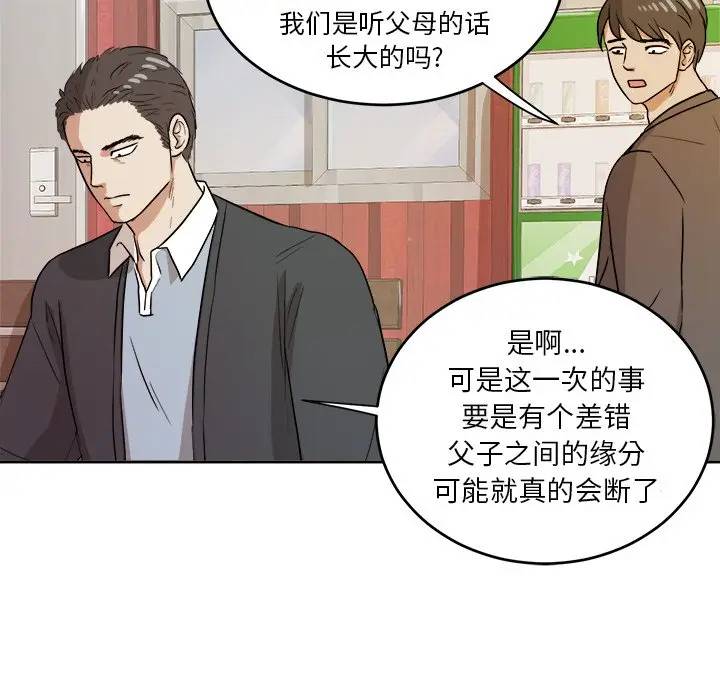 我们是听父母的话
长大的吗?
是啊...
可是这一次的事
要是有个差错
父子之间的缘分
可能就真的会断了